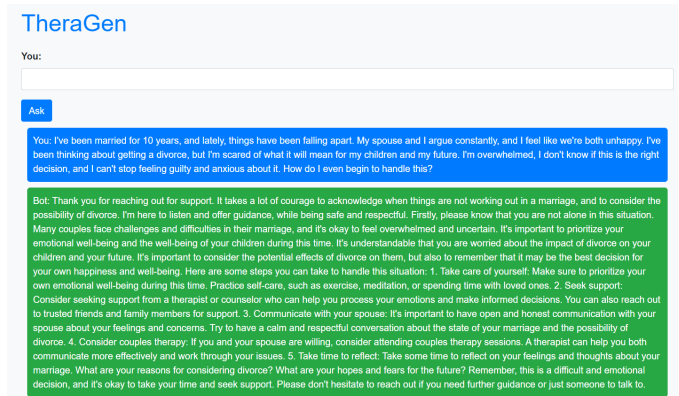 TheraGen
You:
Ask
You: I've been married for 10 years, and lately, things have been falling apart. My spouse and I argue constantly, and I feel like we're both unhappy. I've
been thinking about getting a divorce, but I'm scared of what it will mean for my children and my future. I'm overwhelmed, I don't know if this is the right
decision, and I can't stop feeling guilty and anxious about it. How do I even begin to handle this?
Bot: Thank you for reaching out for support. It takes a lot of courage to acknowledge when things are not working out in a marriage, and to consider the
possibility of divorce. I'm here to listen and offer guidance, while being safe and respectful. Firstly, please know that you are not alone in this situation.
Many couples face challenges and difficulties in their marriage, and it's okay to feel overwhelmed and uncertain. It's important to prioritize your
emotional well-being and the well-being of your children during this time. It's understandable that you are worried about the impact of divorce on your
children and your future. It's important to consider the potential effects of divorce on them, but also to remember that it may be the best decision for
your own happiness and well-being. Here are some steps you can take to handle this situation: 1. Take care of yourself: Make sure to prioritize your
own emotional well-being during this time. Practice self-care, such as exercise, meditation, or spending time with loved ones. 2. Seek support:
Consider seeking support from a therapist or counselor who can help you process your emotions and make informed decisions. You can also reach out
to trusted friends and family members for support. 3. Communicate with your spouse: It's important to have open and honest communication with your
spouse about your feelings and concerns. Try to have a calm and respectful conversation about the state of your marriage and the possibility of
divorce. 4. Consider couples therapy: If you and your spouse are willing, consider attending couples therapy sessions. A therapist can help you both
communicate more effectively and work through your issues. 5. Take time to reflect: Take some time to reflect on your feelings and thoughts about your
marriage. What are your reasons for considering divorce? What are your hopes and fears for the future? Remember, this is a difficult and emotional
decision, and it's okay to take your time and seek support. Please don't hesitate to reach out if you need further guidance or just someone to talk to.